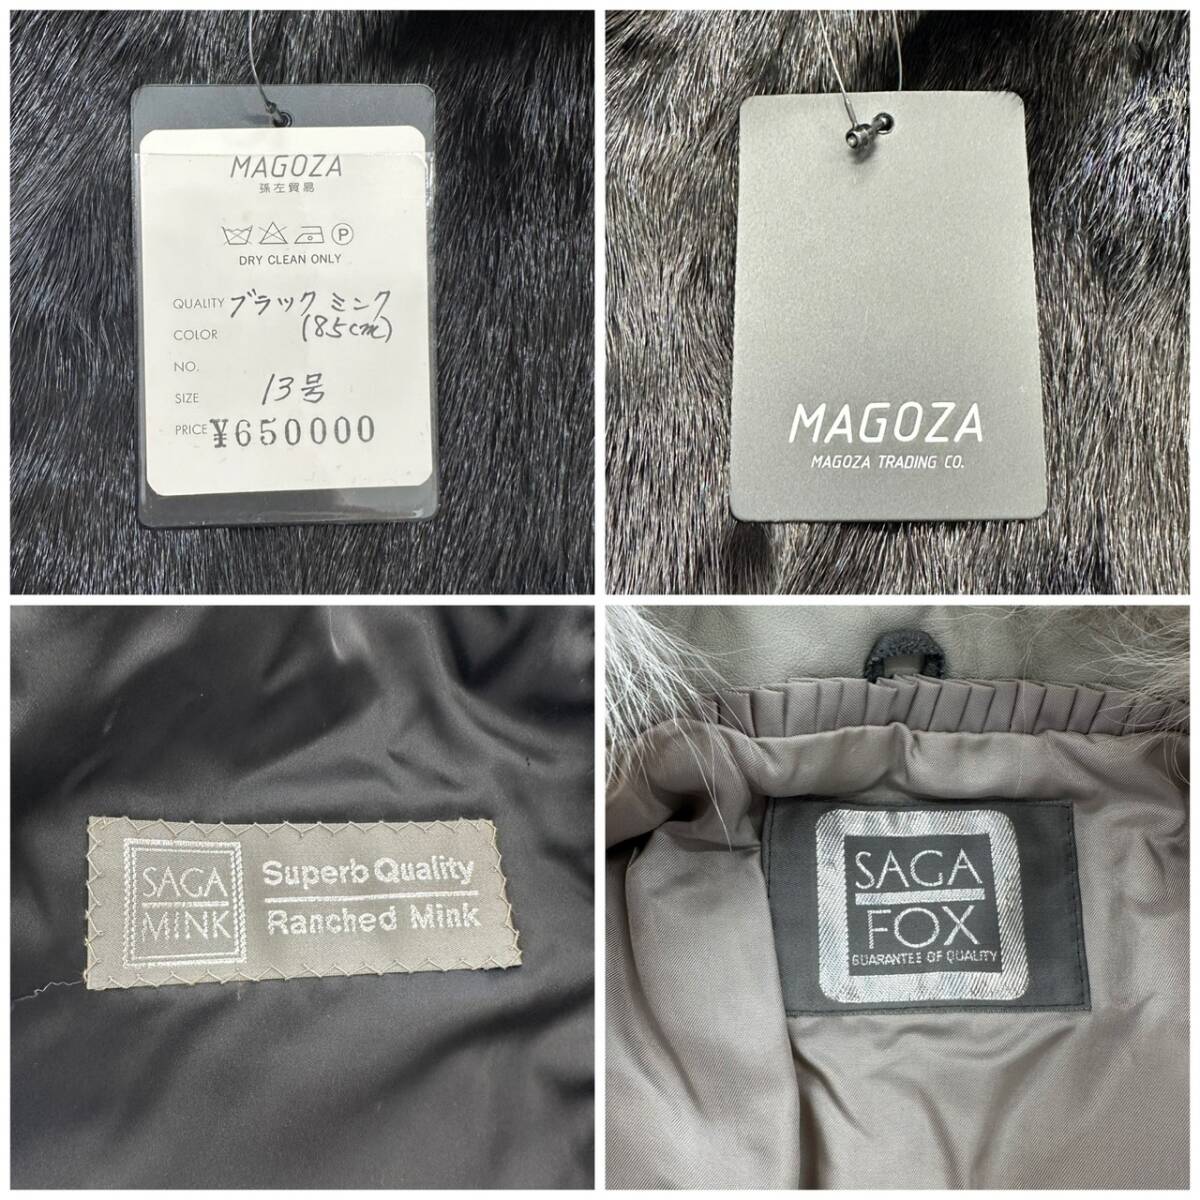 MAGOZA
孫左貿易
P
DRY CLEAN ONLY
QUALITY ブラックミンク
COLOR (85cm)
NO.
SIZE 13号
PRICE ¥650000
MAGOZA
MAGOZA TRADING CO.
SAGA
MINK
Superb Quality
Ranched Mink
SAGA
FOX
GUARANTEE OF QUALITY